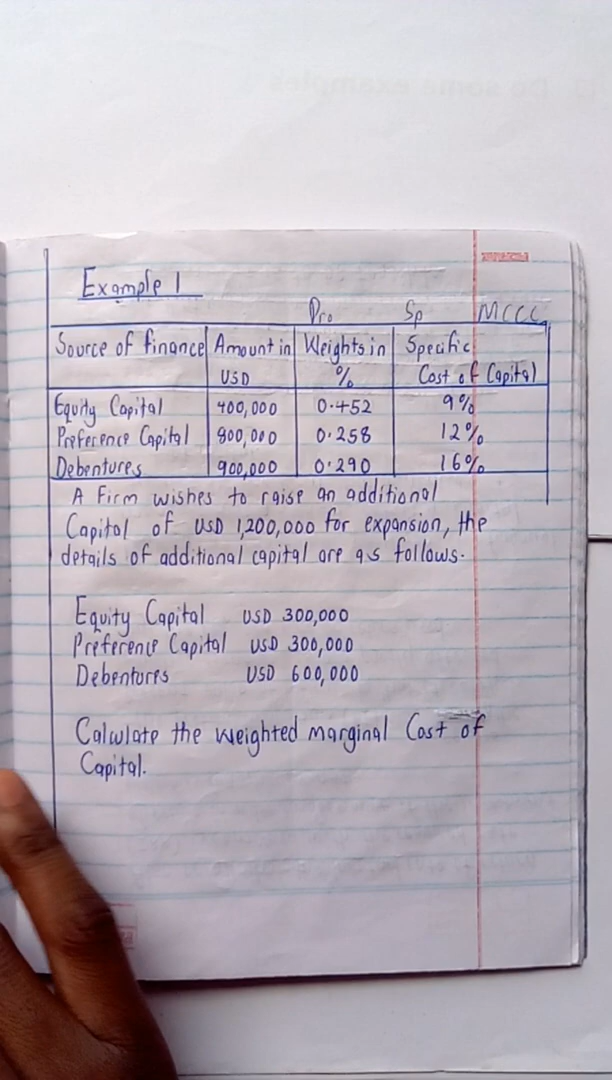 Do some examples
Example 1
Pro Sp MCCC
Source of finance Amount in USD Weights in % Specific Cost of Capital
Equity Capital 400,000 0.452 9%
Preference Capital 800,000 0.258 12%
Debentures 900,000 0.290 16%
A Firm wishes to raise an additional
Capital of USD 1,200,000 for expansion, the
details of additional capital are as follows.
Equity Capital USD 300,000
Preference Capital USD 300,000
Debentures USD 600,000
Calculate the weighted marginal Cost of
Capital.